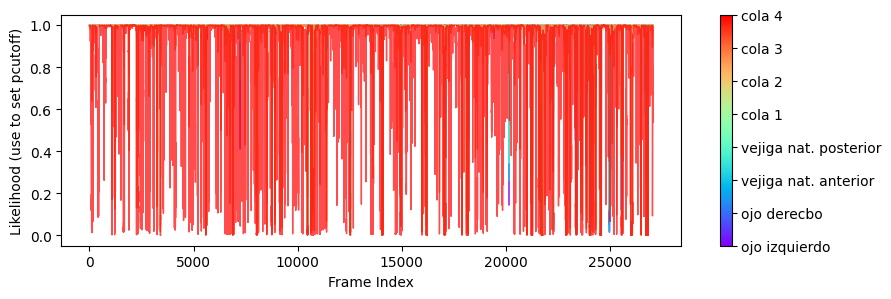 Likelihood (use to set pcutoff)
1.0
0.8
0.6
0.4
0.2
0.0
0
5000
10000
15000
20000
25000
Frame Index
cola 4
cola 3
cola 2
cola 1
vejiga nat. posterior
vejiga nat. anterior
ojo derecbo
ojo izquierdo